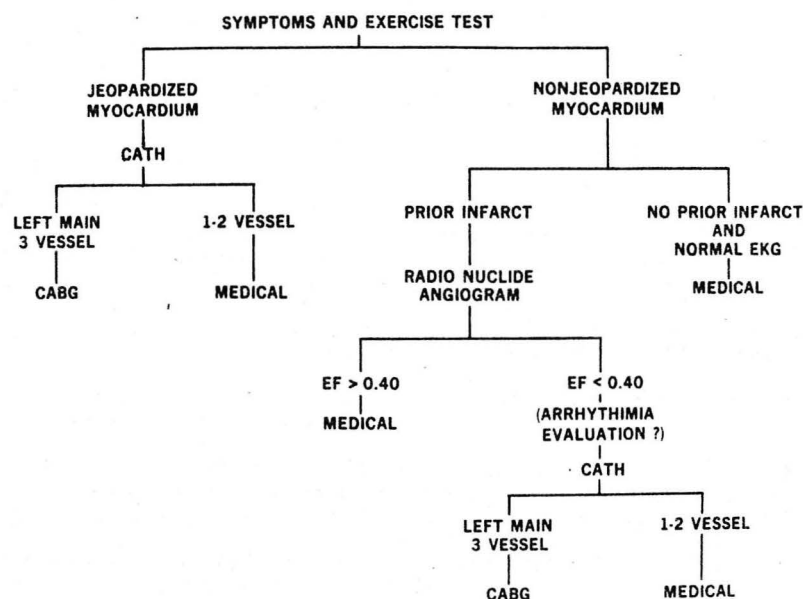 SYMPTOMS AND EXERCISE TEST
JEOPARDIZED
MYOCARDIUM
NONJEOPARDIZED
MYOCARDIUM
CATH
LEFT MAIN
3 VESSEL
1-2 VESSEL
PRIOR INFARCT
NO PRIOR INFARCT
AND
NORMAL EKG
CABG
MEDICAL
RADIO NUCLIDE
ANGIOGRAM
MEDICAL
EF > 0.40
EF < 0.40
MEDICAL
(ARRHYTHIMIA
EVALUATION ?)
CATH
LEFT MAIN
3 VESSEL
1-2 VESSEL
CABG
MEDICAL